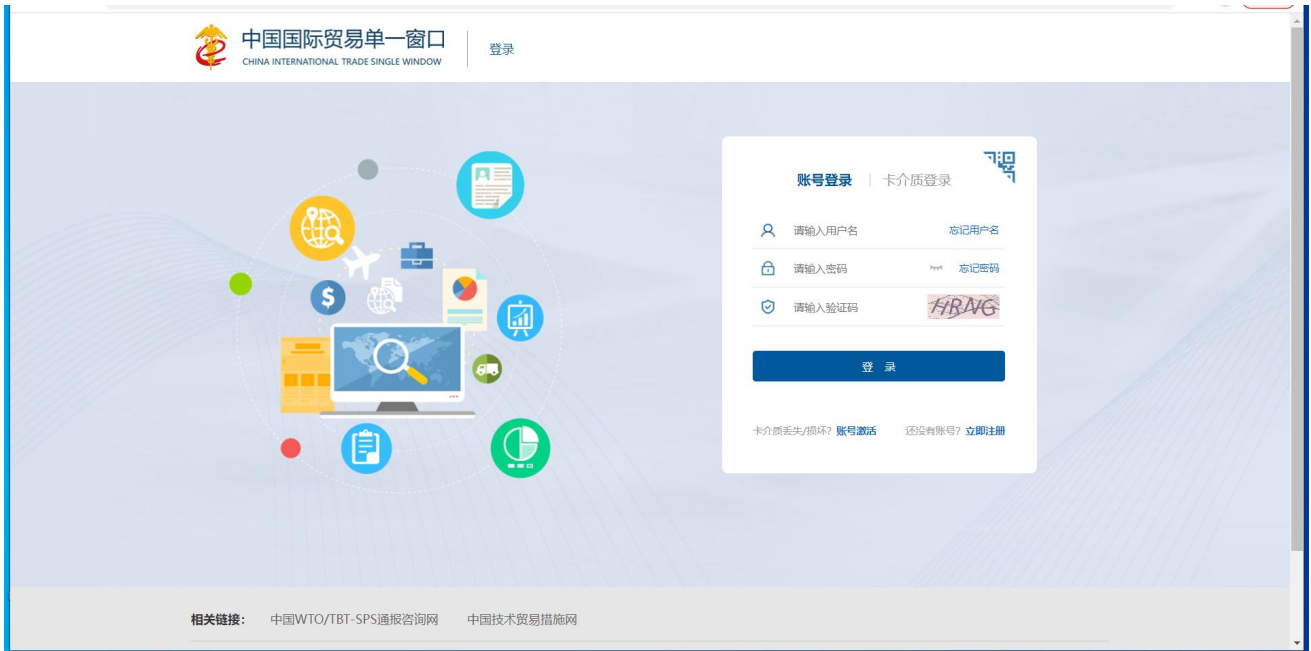 中国国际贸易单一窗口
CHINA INTERNATIONAL TRADE SINGLE WINDOW
登录
账号登录
卡介质登录
请输入用户名
忘记用户名
请输入密码
忘记密码
请输入验证码
HRNG
登 录
卡介质丢失/损坏? 账号激活
还没有账号? 立即注册
相关链接:
中国WTO/TBT-SPS通报咨询网
中国技术贸易措施网